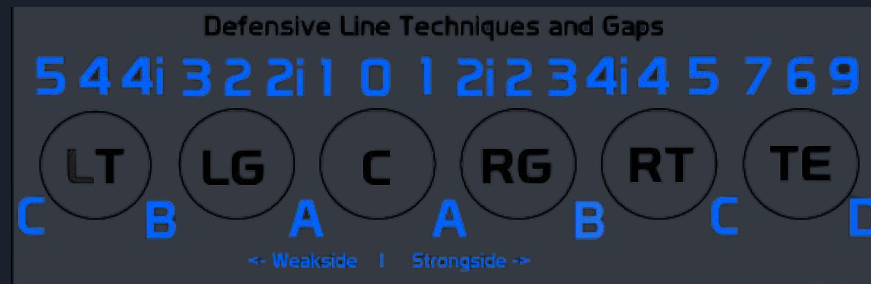 Defensive Line Techniques and Gaps
5 4 4i 3 2 2i 1 0 1 2i 2 3 4i 4 5 7 6 9
LT LG C RG RT TE
C B A A B C D
<- Weakside | Strongside ->